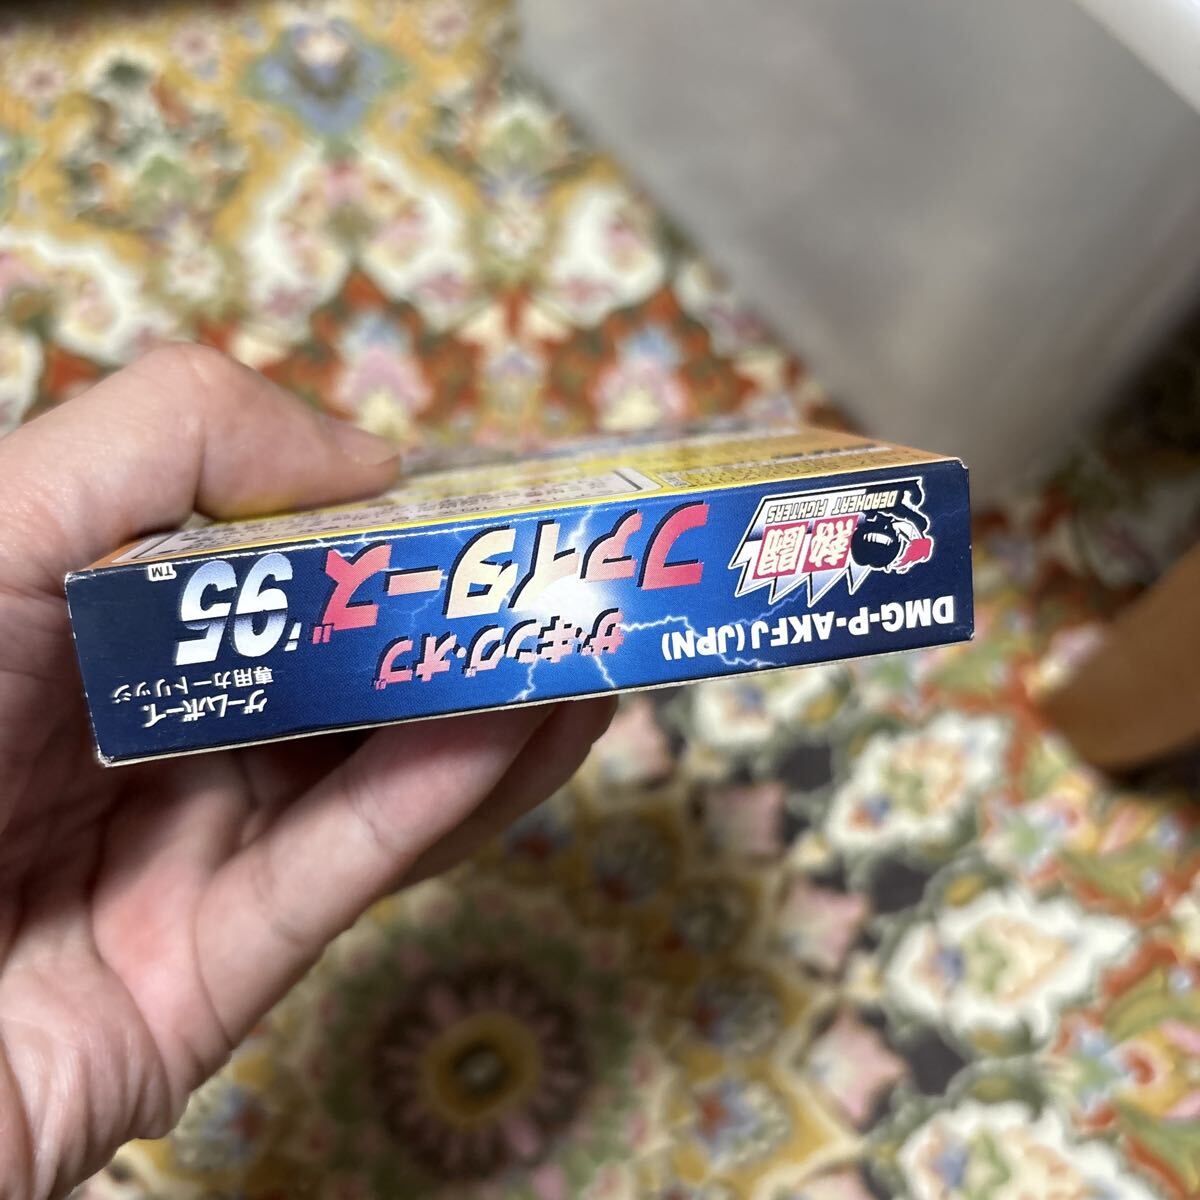 DMG-P-AKFJ(JPN)
熱闘
DEADHEAT FIGHTERS
ザ・キング・オブ
ファイターズ
'95
TM
ゲームボーイ
専用カートリッジ